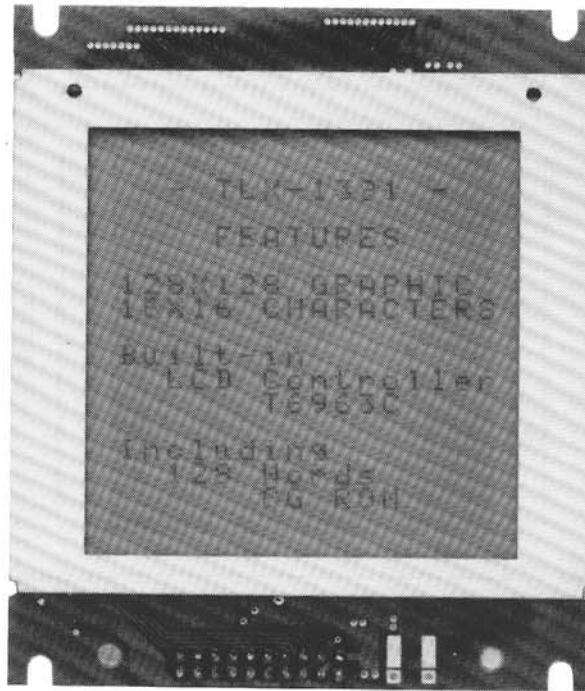 - TLX-1391 -
FEATURES
128X128 GRAPHIC
16X16 CHARACTERS
Built-in
LCD Controller
T6963C
Including
128 Words
CG ROM